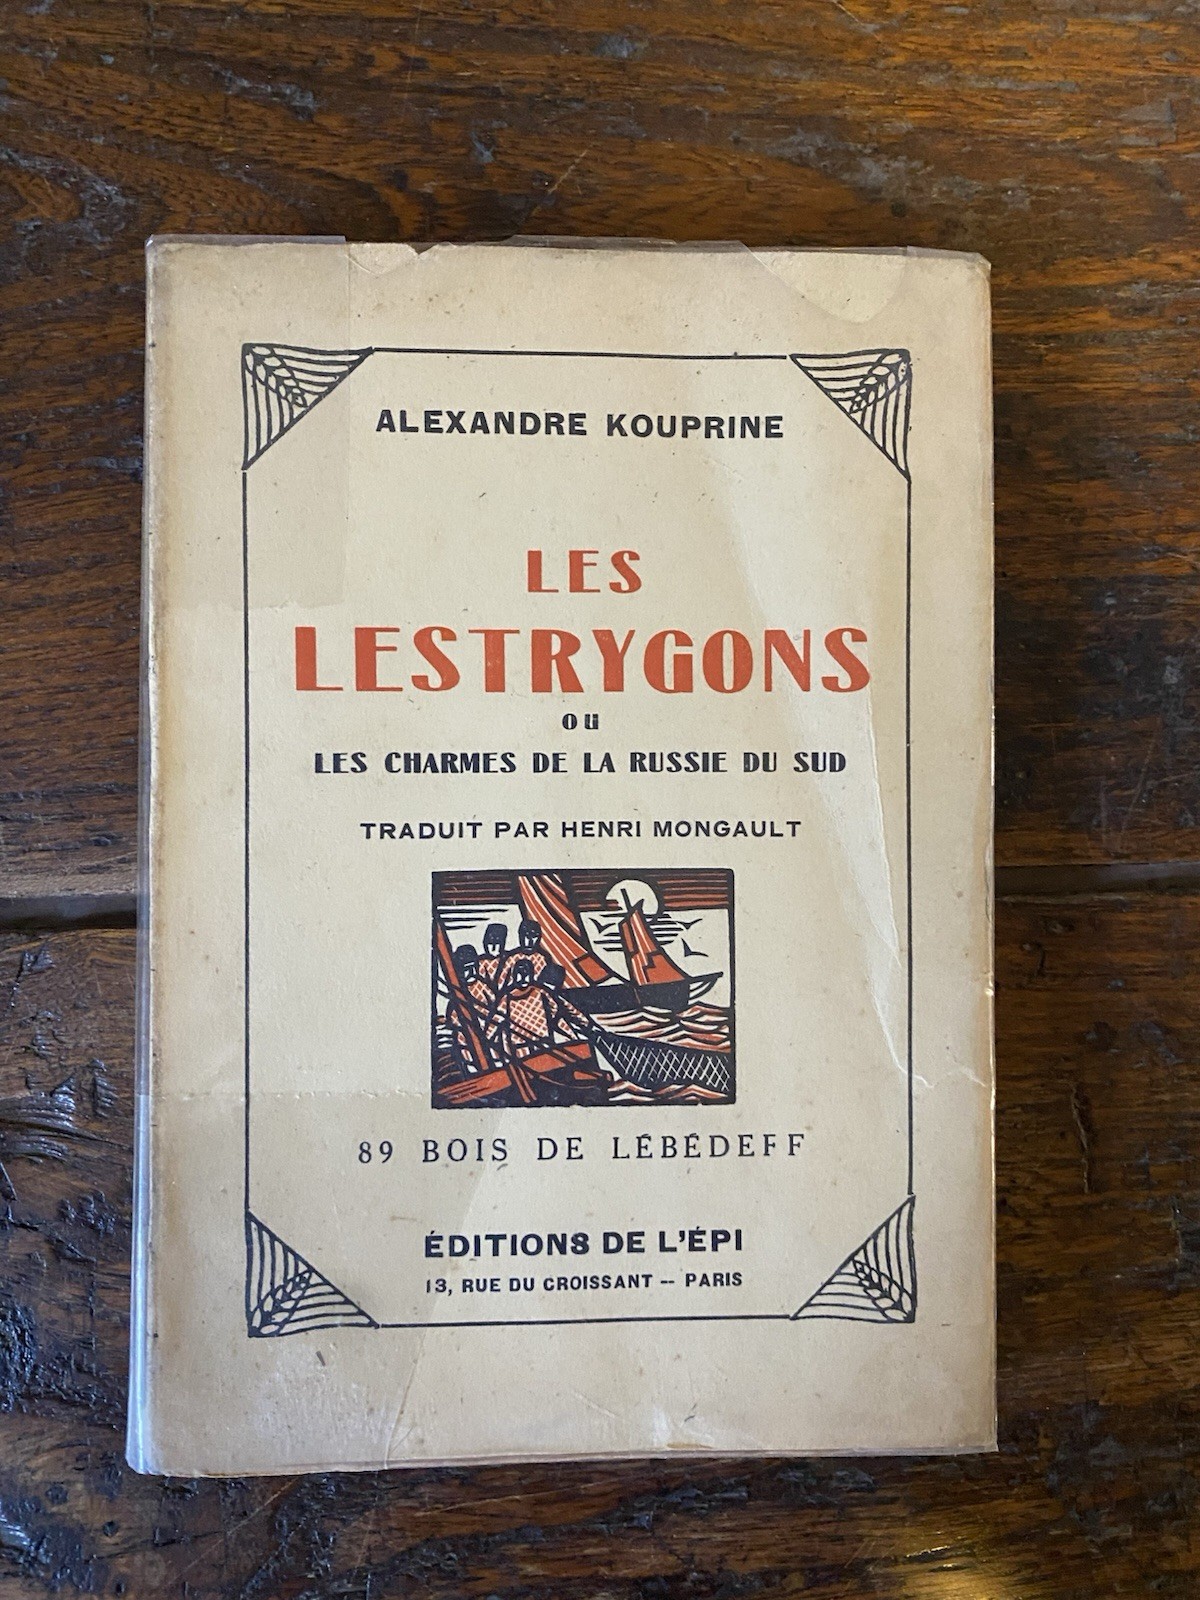 ALEXANDRE KOUPRINE
LES
LESTRYGONS
OU
LES CHARMES DE LA RUSSIE DU SUD
TRADUIT PAR HENRI MONGAULT
89 BOIS DE LÉBÉDEFF
ÉDITIONS DE L'ÉPI
13, RUE DU CROISSANT -- PARIS